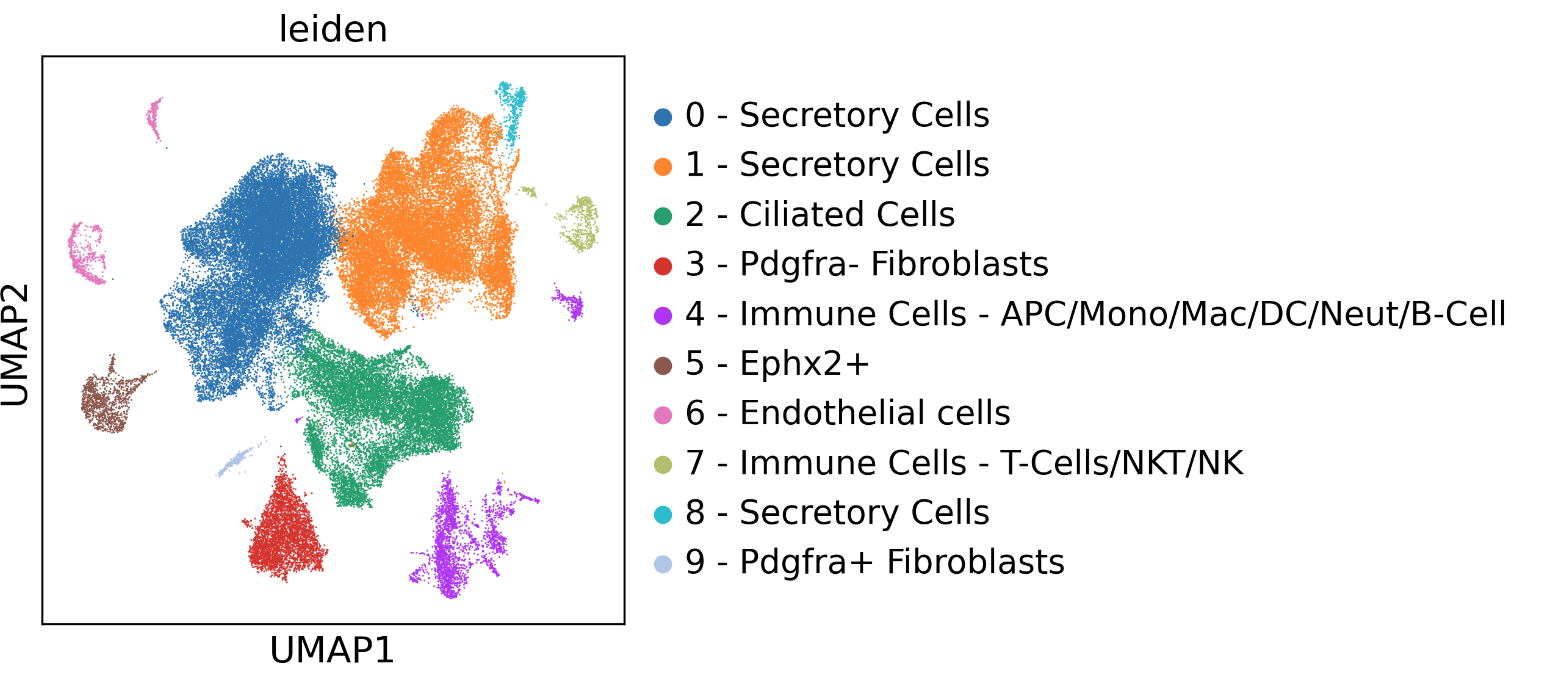 leiden
UMAP2
UMAP1
0 - Secretory Cells
1 - Secretory Cells
2 - Ciliated Cells
3 - Pdgfra- Fibroblasts
4 - Immune Cells - APC/Mono/Mac/DC/Neut/B-Cell
5 - Ephx2+
6 - Endothelial cells
7 - Immune Cells - T-Cells/NKT/NK
8 - Secretory Cells
9 - Pdgfra+ Fibroblasts